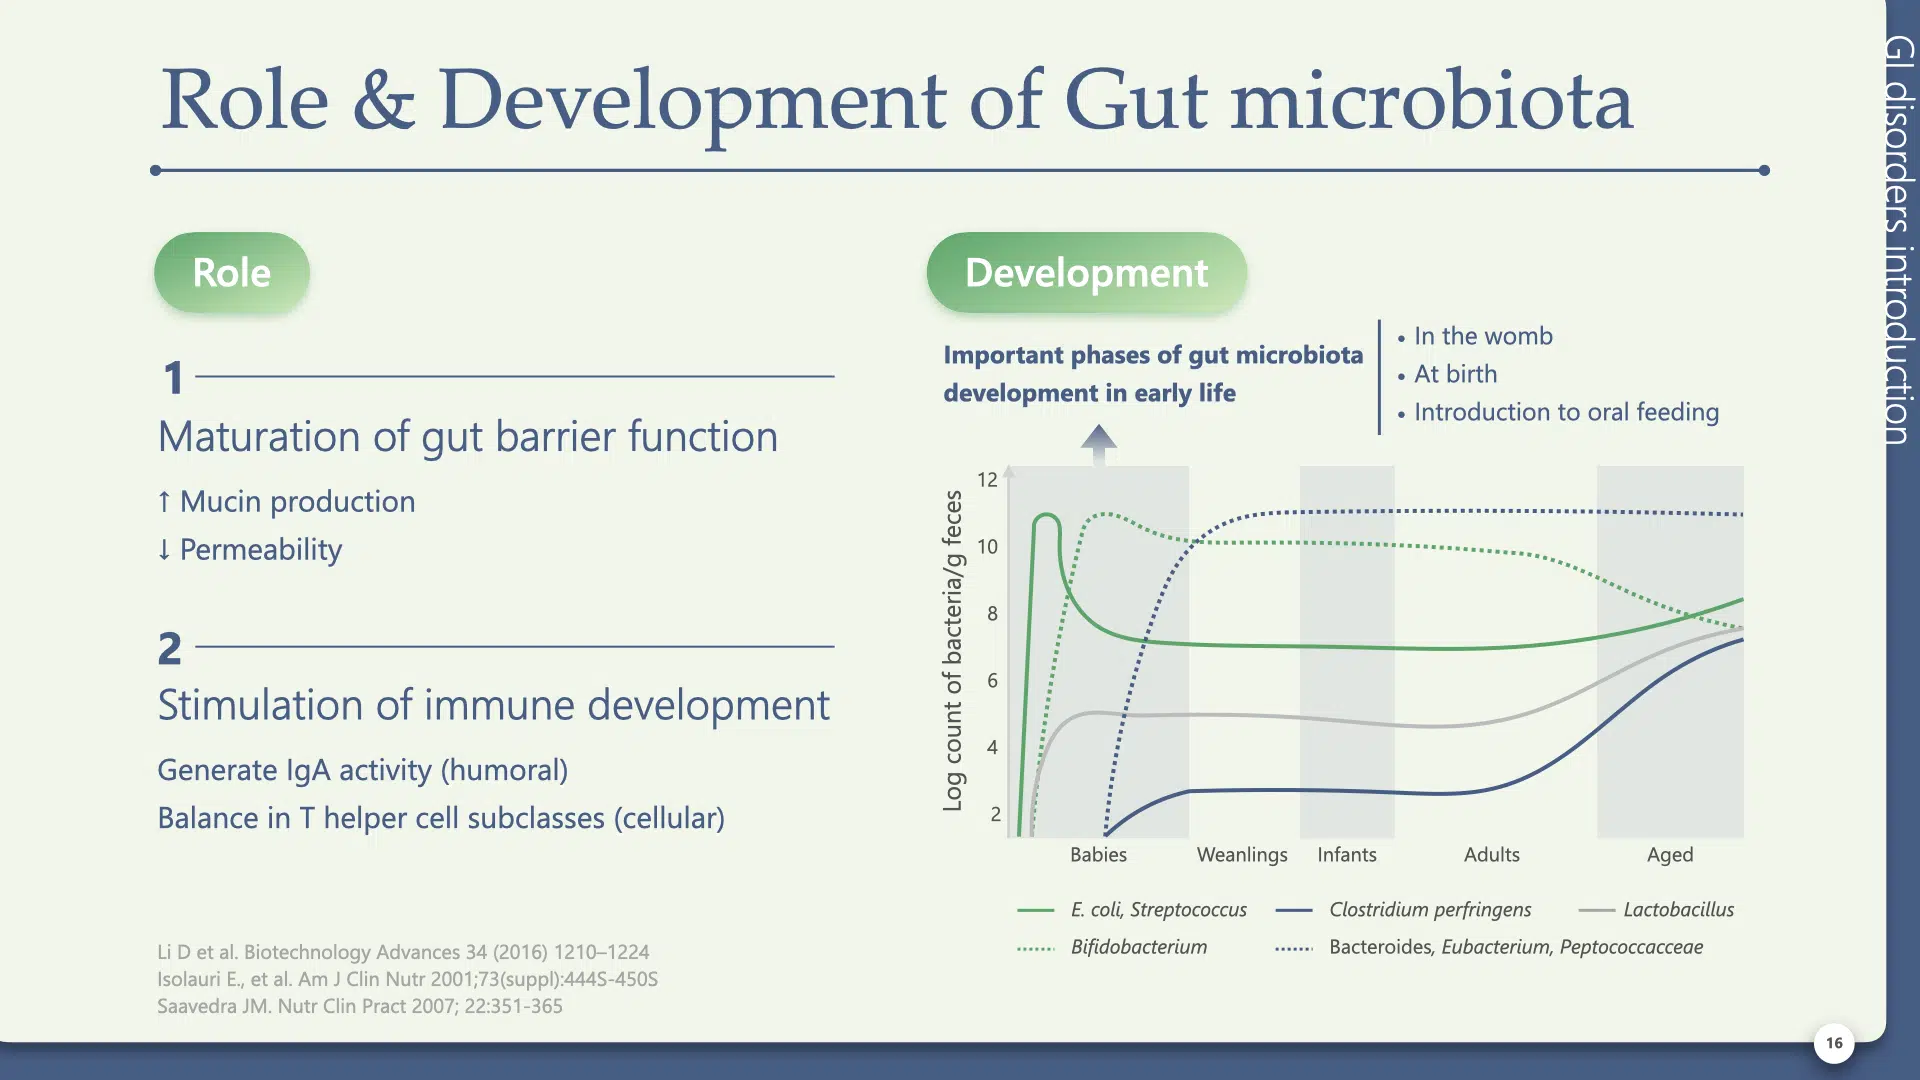 Role & Development of Gut microbiota
GI disorders introduction
Role
1
Maturation of gut barrier function
↑ Mucin production
↓ Permeability
2
Stimulation of immune development
Generate IgA activity (humoral)
Balance in T helper cell subclasses (cellular)
Li D et al. Biotechnology Advances 34 (2016) 1210–1224
Isolauri E., et al. Am J Clin Nutr 2001;73(suppl):444S-450S
Saavedra JM. Nutr Clin Pract 2007; 22:351-365
Development
Important phases of gut microbiota
development in early life
• In the womb
• At birth
• Introduction to oral feeding
Log count of bacteria/g feces
12
10
8
6
4
2
Babies Weanlings Infants Adults Aged
E. coli, Streptococcus Clostridium perfringens Lactobacillus
Bifidobacterium Bacteroides, Eubacterium, Peptococcacceae
16